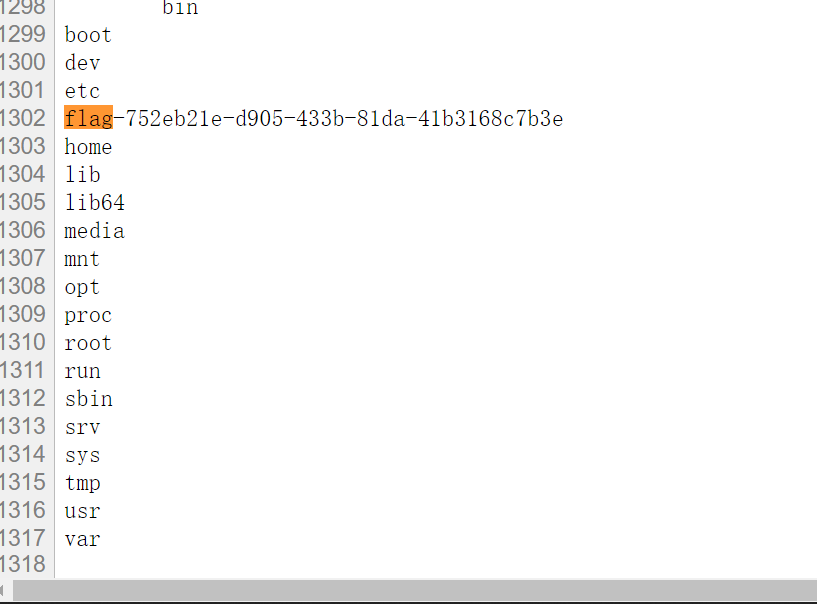 1298 bin
1299 boot
1300 dev
1301 etc
1302 flag-752eb21e-d905-433b-81da-41b3168c7b3e
1303 home
1304 lib
1305 lib64
1306 media
1307 mnt
1308 opt
1309 proc
1310 root
1311 run
1312 sbin
1313 srv
1314 sys
1315 tmp
1316 usr
1317 var
1318